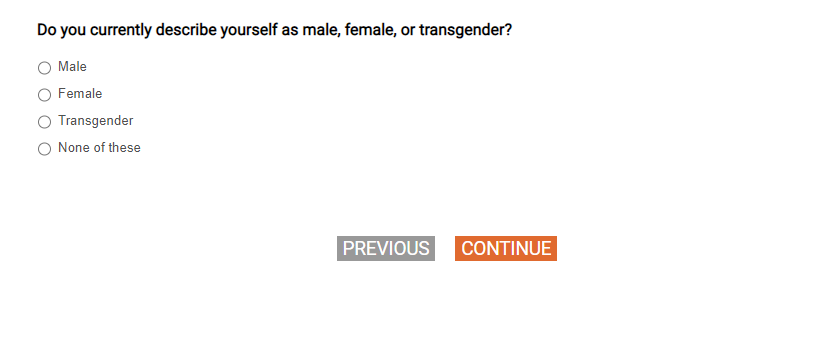 Do you currently describe yourself as male, female, or transgender?
Male
Female
Transgender
None of these
PREVIOUS CONTINUE